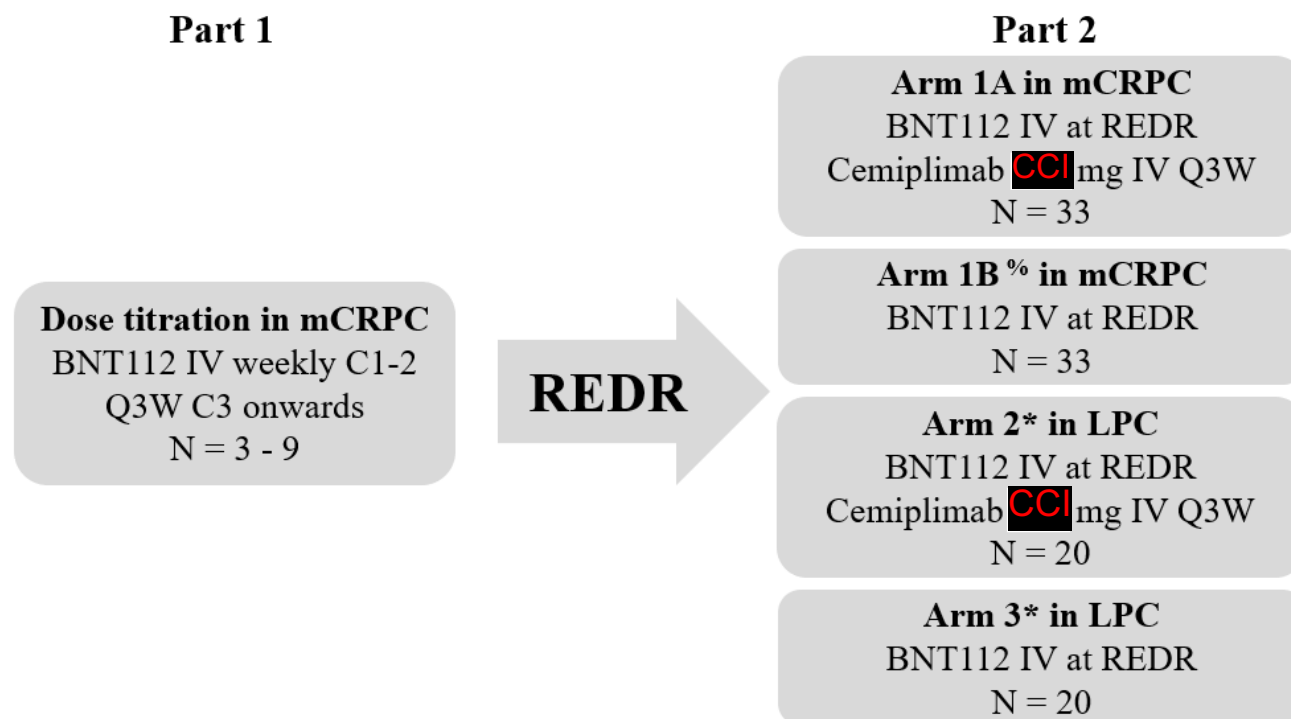 Part 1
Dose titration in mCRPC
BNT112 IV weekly C1-2
Q3W C3 onwards
N = 3 - 9
REDR
Part 2
Arm 1A in mCRPC
BNT112 IV at REDR
Cemiplimab CCI mg IV Q3W
N = 33
Arm 1B % in mCRPC
BNT112 IV at REDR
N = 33
Arm 2* in LPC
BNT112 IV at REDR
Cemiplimab CCI mg IV Q3W
N = 20
Arm 3* in LPC
BNT112 IV at REDR
N = 20